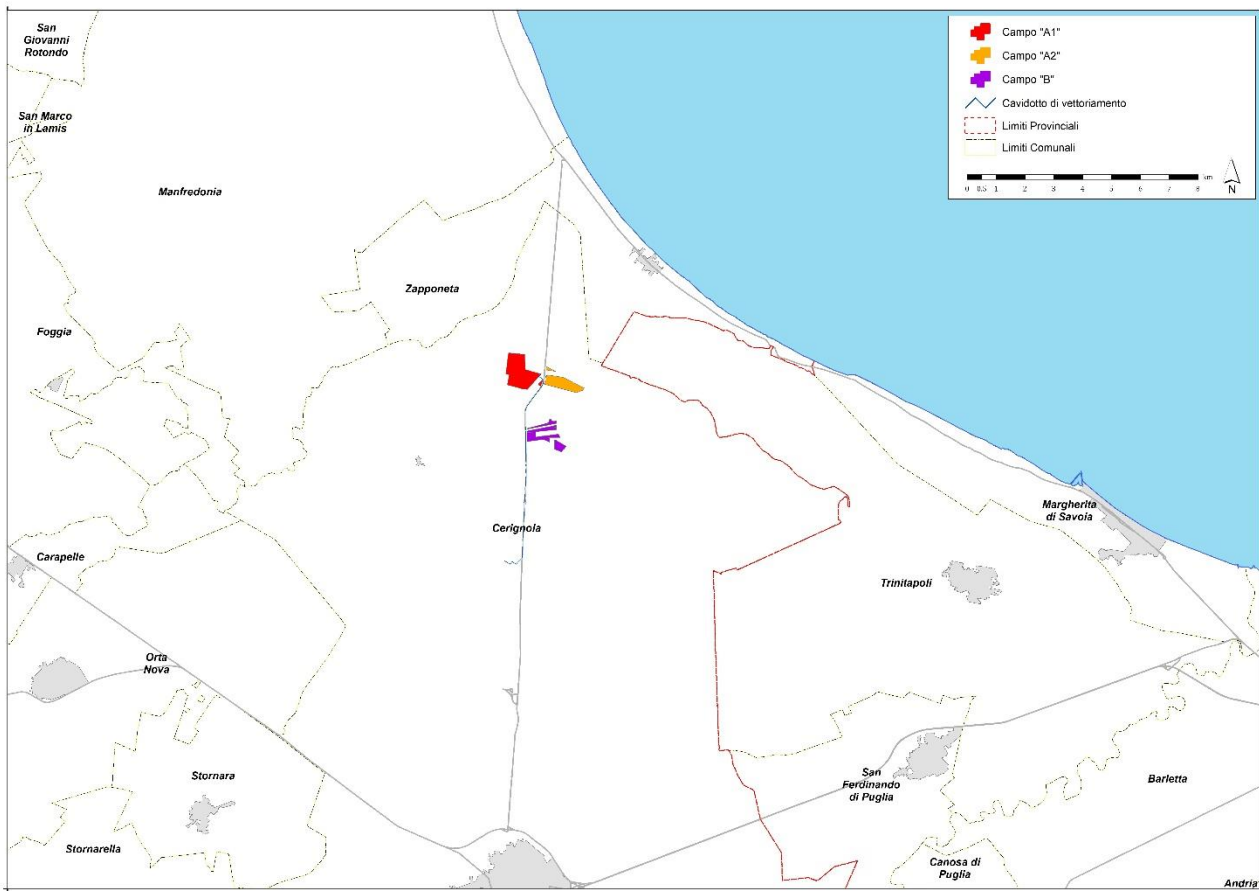 San
Giovanni
Rotondo
San Marco
in Lamis
Manfredonia
Zapponeta
Foggia
Cerignola
Carapelle
Orta
Nova
Stornara
Stornarella
Margherita
di Savoia
Trinitapoli
San
Ferdinando
di Puglia
Barletta
Canosa di
Puglia
Andria
Campo "A1"
Campo "A2"
Campo "B"
Cavidotto di vettoriamento
Limiti Provinciali
Limiti Comunali
0 0.5 1 2 3 4 5 6 7 8 km
N